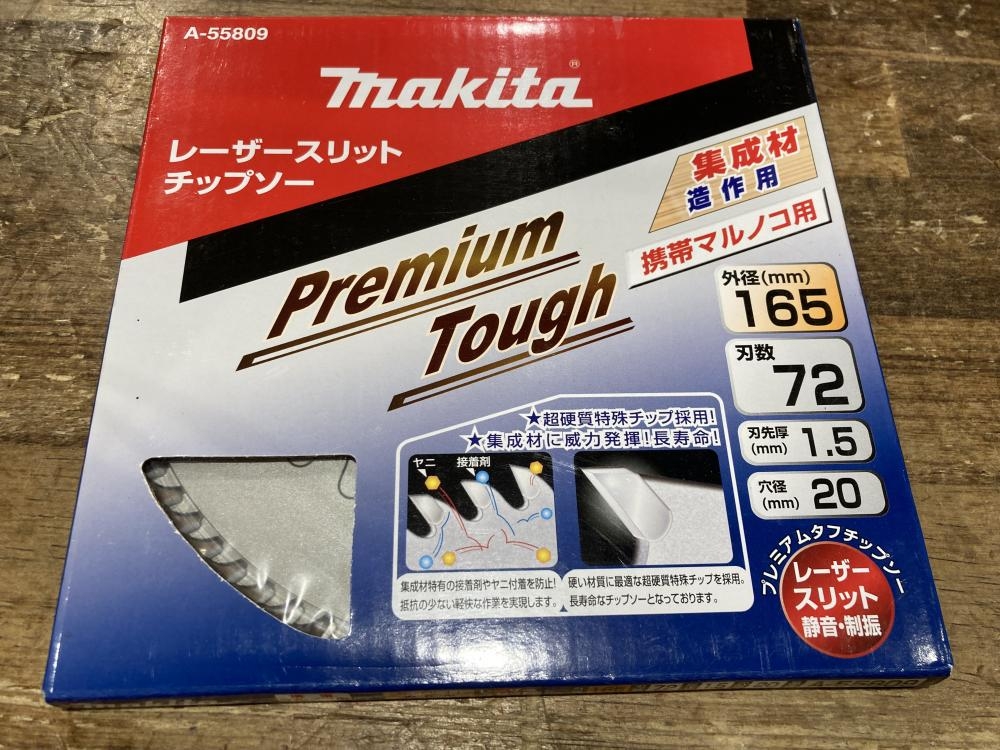 A-55809
makita®
レーザースリット
チップソー
集成材
造作用
携帯マルノコ用
Premium
Tough
外径(mm)
165
刃数
72
刃先厚
(mm)
1.5
穴径
(mm)
20
★超硬質特殊チップ採用!
★集成材に威力発揮!長寿命!
ヤニ
接着剤
集成材特有の接着剤やヤニ付着を防止!
抵抗の少ない軽快な作業を実現します。
硬い材質に最適な超硬質特殊チップを採用。
長寿命なチップソーとなっております。
プレミアムタフチップソー
レーザー
スリット
静音・制振